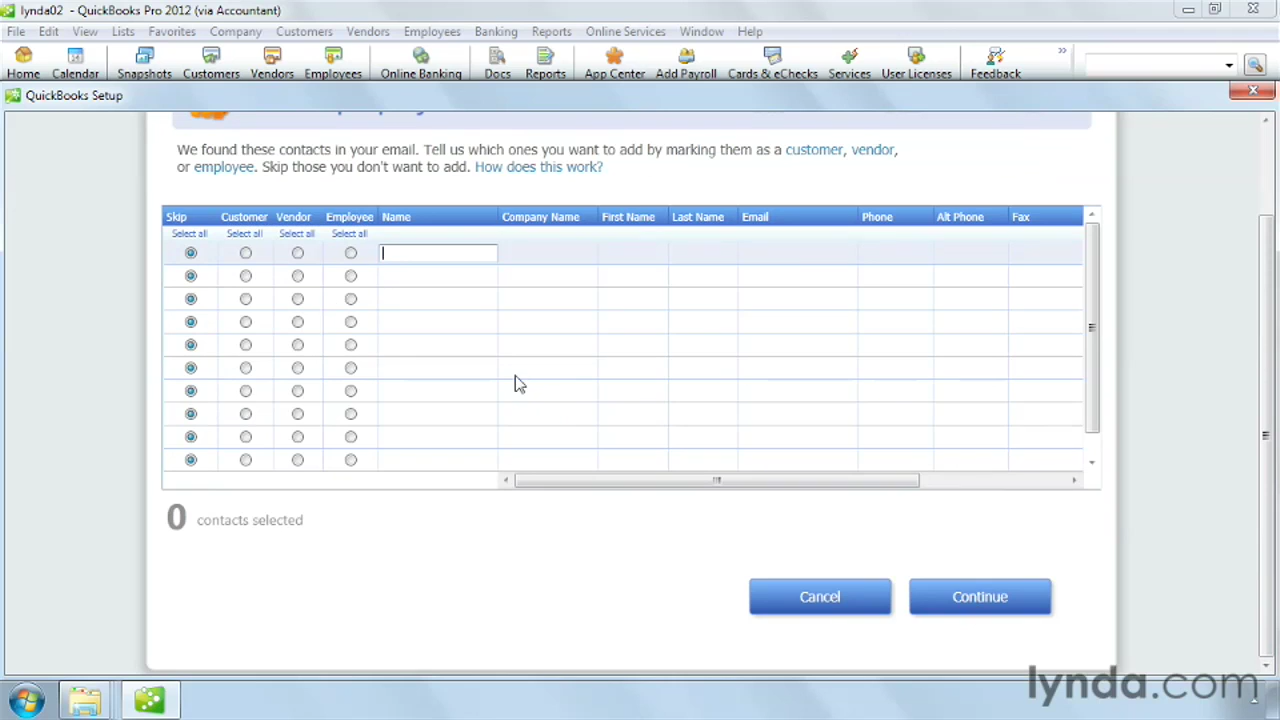 lynda02 - QuickBooks Pro 2012 (via Accountant)
File Edit View Lists Favorites Company Customers Vendors Employees Banking Reports Online Services Window Help
Home Calendar Snapshots Customers Vendors Employees Online Banking Docs Reports App Center Add Payroll Cards & eChecks Services User Licenses Feedback
QuickBooks Setup
We found these contacts in your email. Tell us which ones you want to add by marking them as a customer, vendor,
or employee. Skip those you don't want to add. How does this work?
Skip Customer Vendor Employee Name Company Name First Name Last Name Email Phone Alt Phone Fax
Select all Select all Select all Select all
0 contacts selected
Cancel Continue
lynda.com